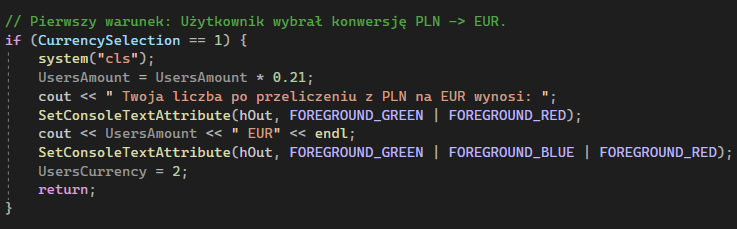 // Pierwszy warunek: Użytkownik wybrał konwersję PLN -> EUR.
if (CurrencySelection == 1) {
system("cls");
UsersAmount = UsersAmount * 0.21;
cout << " Twoja liczba po przeliczeniu z PLN na EUR wynosi: ";
SetConsoleTextAttribute(hOut, FOREGROUND_GREEN | FOREGROUND_RED);
cout << UsersAmount << " EUR" << endl;
SetConsoleTextAttribute(hOut, FOREGROUND_GREEN | FOREGROUND_BLUE | FOREGROUND_RED);
UsersCurrency = 2;
return;
}